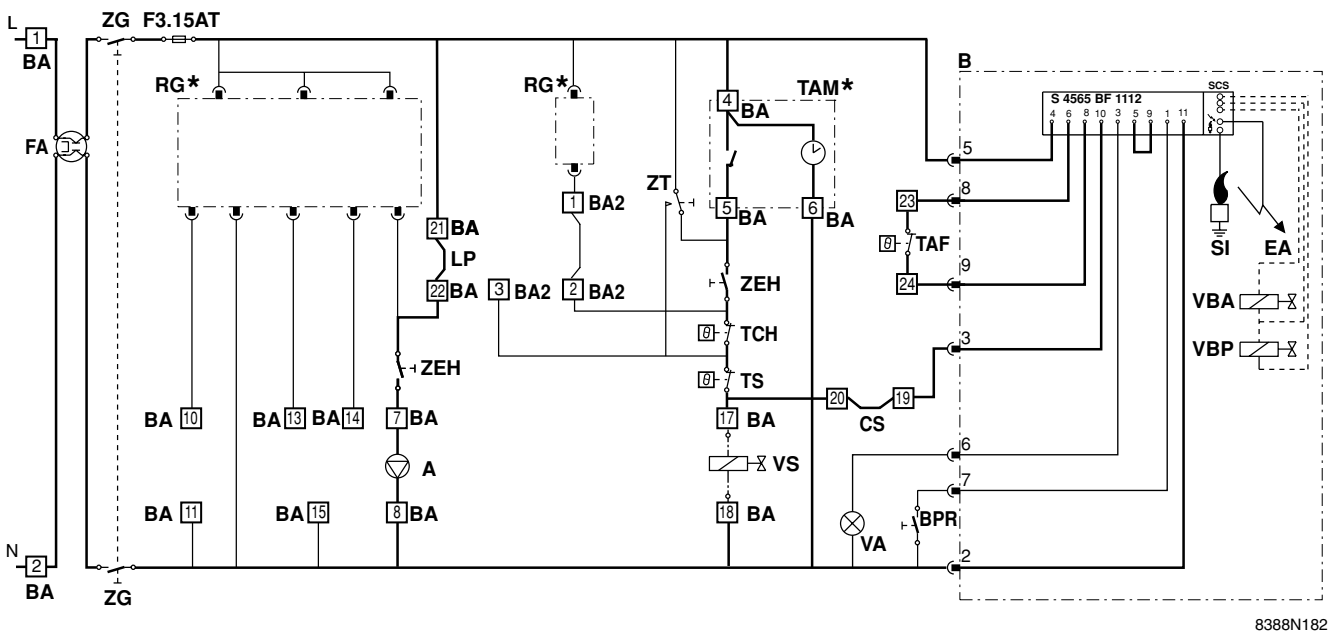 L
1
BA
ZG F3.15AT
FA
N
2
BA
ZG
RG*
BA 10
BA 13
BA 14
BA 11
BA 15
21 BA
LP
22 BA
ZEH
7 BA
A
8 BA
RG*
1 BA2
2 BA2
3 BA2
ZT
TAM*
4 BA
5 BA
6 BA
ZEH
θ TCH
θ TS
17 BA
VS
18 BA
20
19
CS
23
θ TAF
24
VA
BPR
B
5
8
9
3
6
7
2
S 4565 BF 1112
4 6 8 10 3 5 9 1 11
SCS
SI
EA
VBA
VBP
8388N182